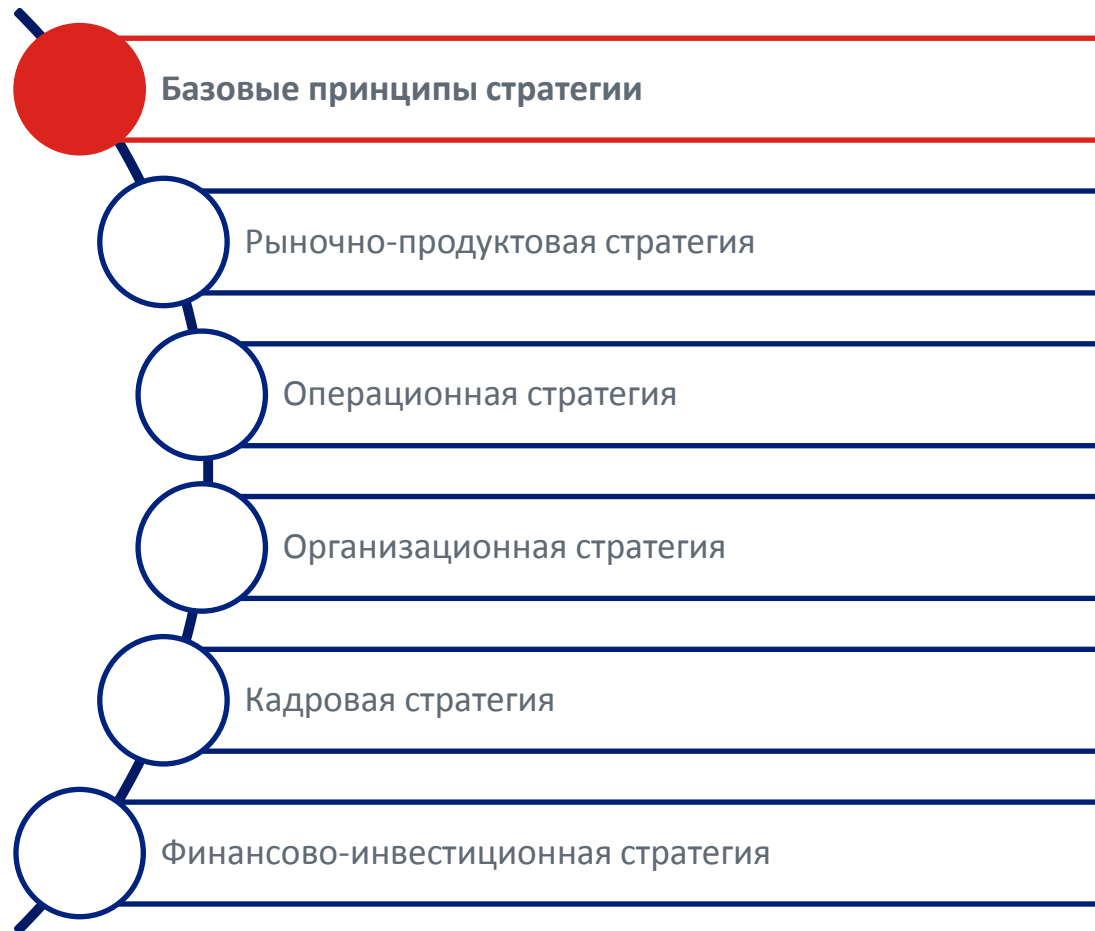 Базовые принципы стратегии
Рыночно-продуктовая стратегия
Операционная стратегия
Организационная стратегия
Кадровая стратегия
Финансово-инвестиционная стратегия